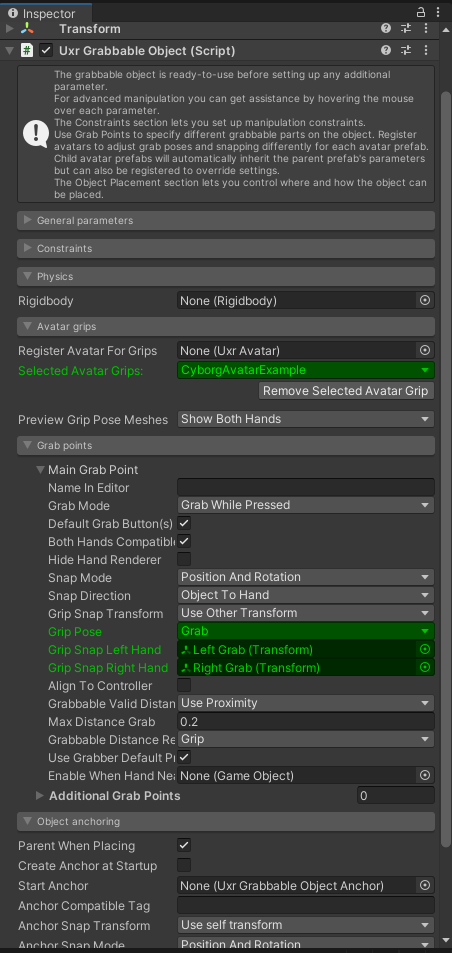 Inspector
Transform
Uxr Grabbable Object (Script)
The grabbable object is ready-to-use before setting up any additional
parameter.
For advanced manipulation you can get assistance by hovering the mouse
over each parameter.
The Constraints section lets you set up manipulation constraints.
Use Grab Points to specify different grabbable parts on the object. Register
avatars to adjust grab poses and snapping differently for each avatar prefab.
Child avatar prefabs will automatically inherit the parent prefab's parameters
but can also be registered to override settings.
The Object Placement section lets you control where and how the object can
be placed.
General parameters
Constraints
Physics
Rigidbody None (Rigidbody)
Avatar grips
Register Avatar For Grips None (Uxr Avatar)
Selected Avatar Grips: CyborgAvatarExample
Remove Selected Avatar Grip
Preview Grip Pose Meshes Show Both Hands
Grab points
Main Grab Point
Name In Editor
Grab Mode Grab While Pressed
Default Grab Button(s)
Both Hands Compatible
Hide Hand Renderer
Snap Mode Position And Rotation
Snap Direction Object To Hand
Grip Snap Transform Use Other Transform
Grip Pose Grab
Grip Snap Left Hand Left Grab (Transform)
Grip Snap Right Hand Right Grab (Transform)
Align To Controller
Grabbable Valid Distan Use Proximity
Max Distance Grab 0.2
Grabbable Distance Re Grip
Use Grabber Default Pr
Enable When Hand Nea None (Game Object)
Additional Grab Points 0
Object anchoring
Parent When Placing
Create Anchor at Startup
Start Anchor None (Uxr Grabbable Object Anchor)
Anchor Compatible Tag
Anchor Snap Transform Use self transform
Anchor Snap Mode Position And Rotation